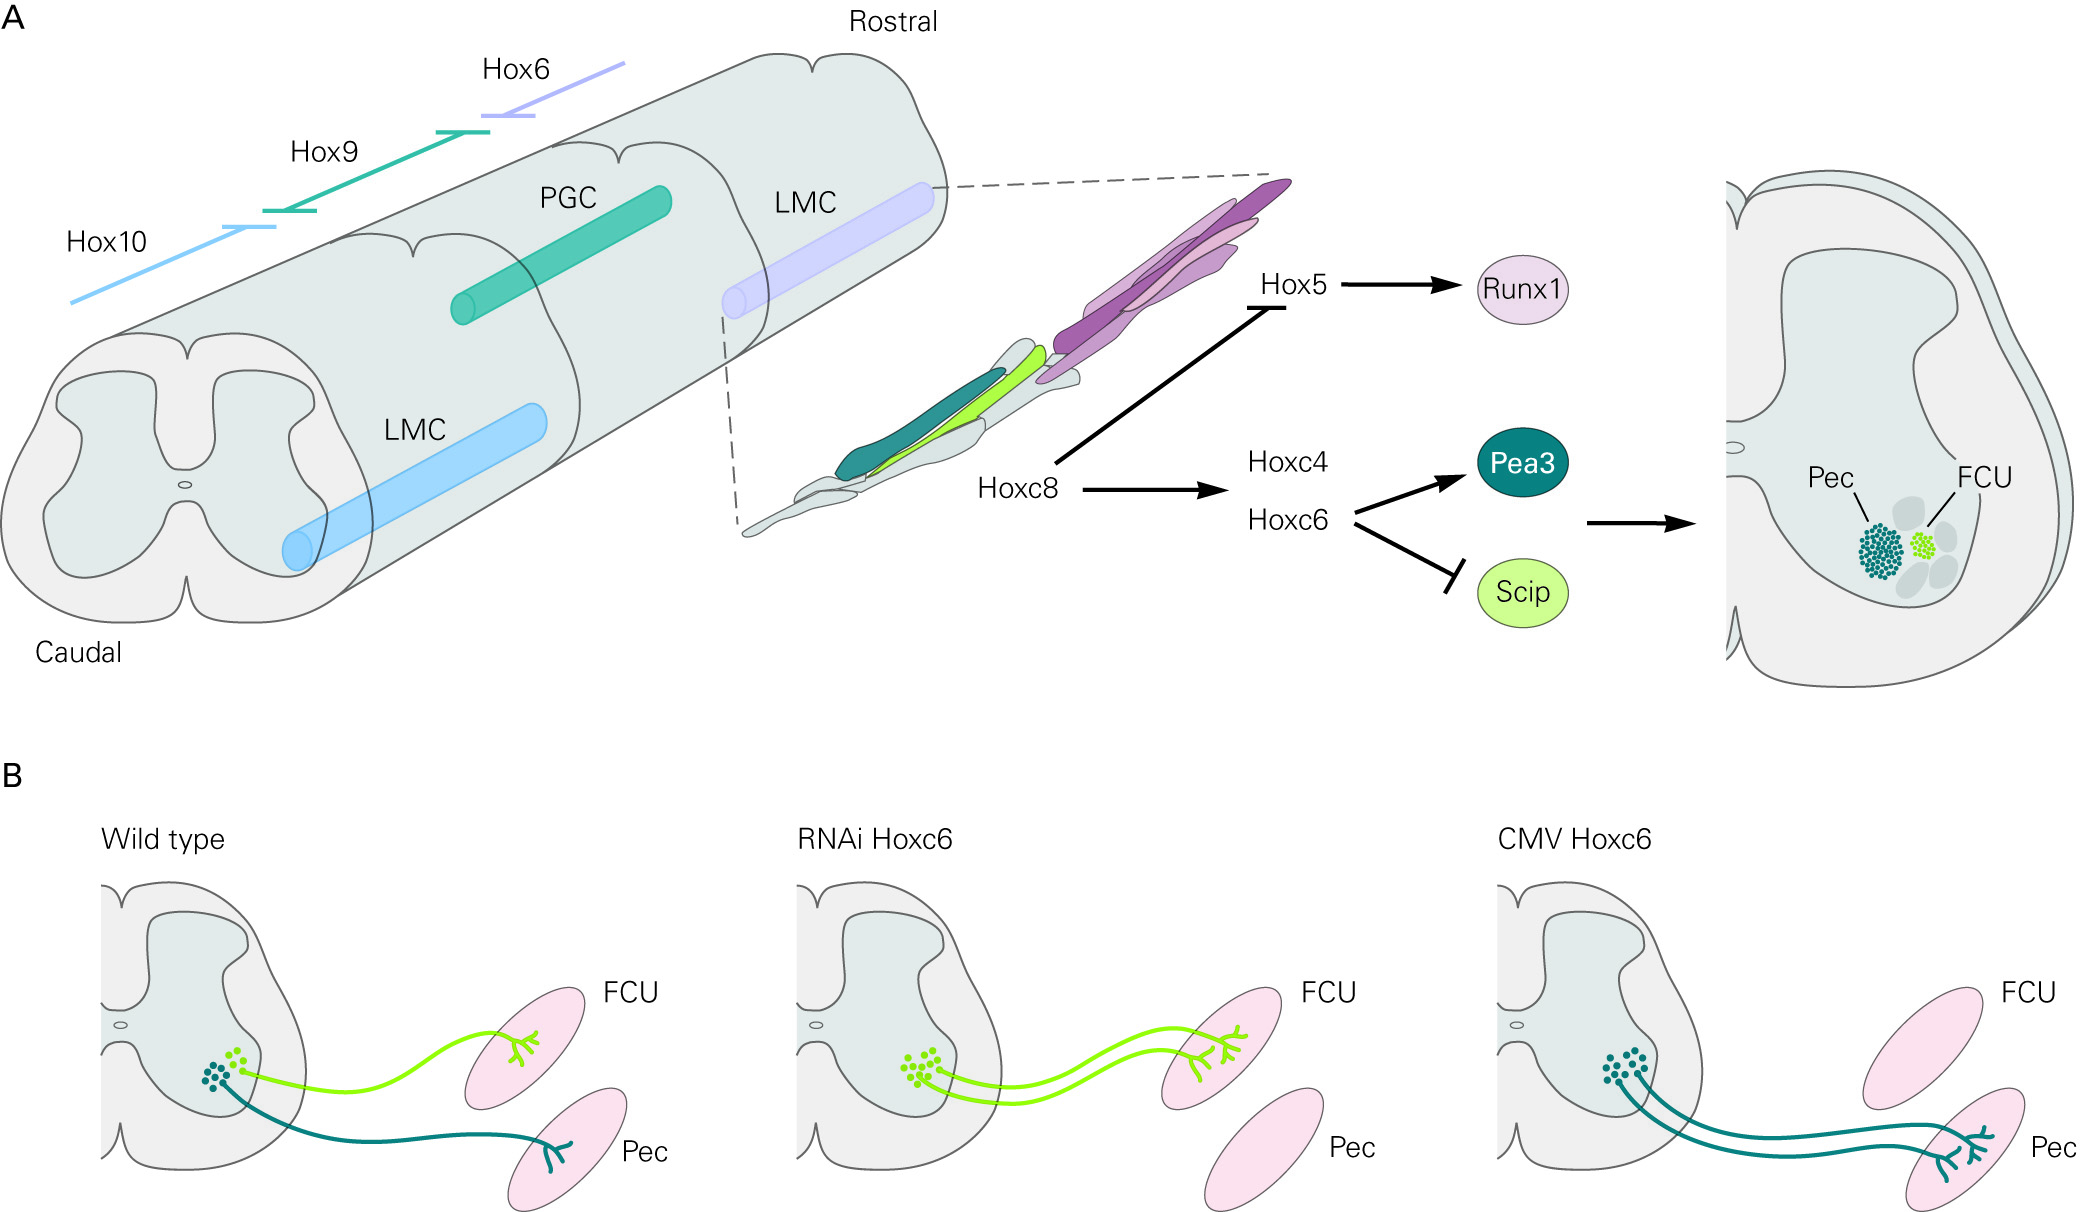 A
Rostral
Hox6
Hox9
Hox10
PGC
LMC
LMC
Caudal
Hox5
Runx1
Hoxc8
Hoxc4
Hoxc6
Pea3
Scip
Pec
FCU
B
Wild type
FCU
Pec
RNAi Hoxc6
FCU
Pec
CMV Hoxc6
FCU
Pec